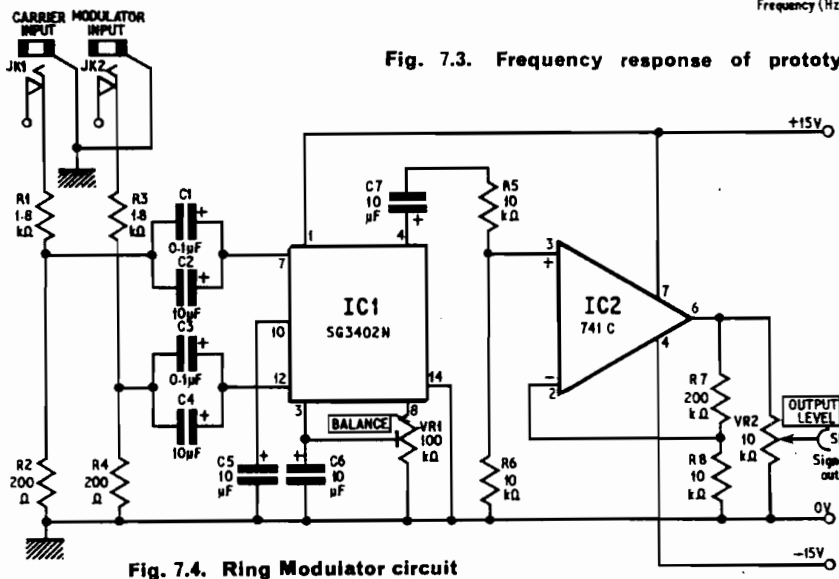 Frequency (Hz
CARRIER INPUT
MODULATOR INPUT
JK1
JK2
Fig. 7.3. Frequency response of prototy
+15V
R1
1·8
kΩ
R3
1·8
kΩ
C1
0·1µF
C2
10µF
C3
0·1µF
C4
10µF
C7
10
µF
R5
10
kΩ
1
4
7
10
12
3
8
14
IC1
SG3402N
3
+
IC2
741 C
7
6
4
−
2
BALANCE
VR1
100
kΩ
R7
200
kΩ
VR2
10
kΩ
OUTPUT
LEVEL
S
Sign
out
R2
200
Ω
R4
200
Ω
C5
10
µF
+
C6
10
µF
R6
10
kΩ
R8
10
kΩ
0V
−15V
Fig. 7.4. Ring Modulator circuit